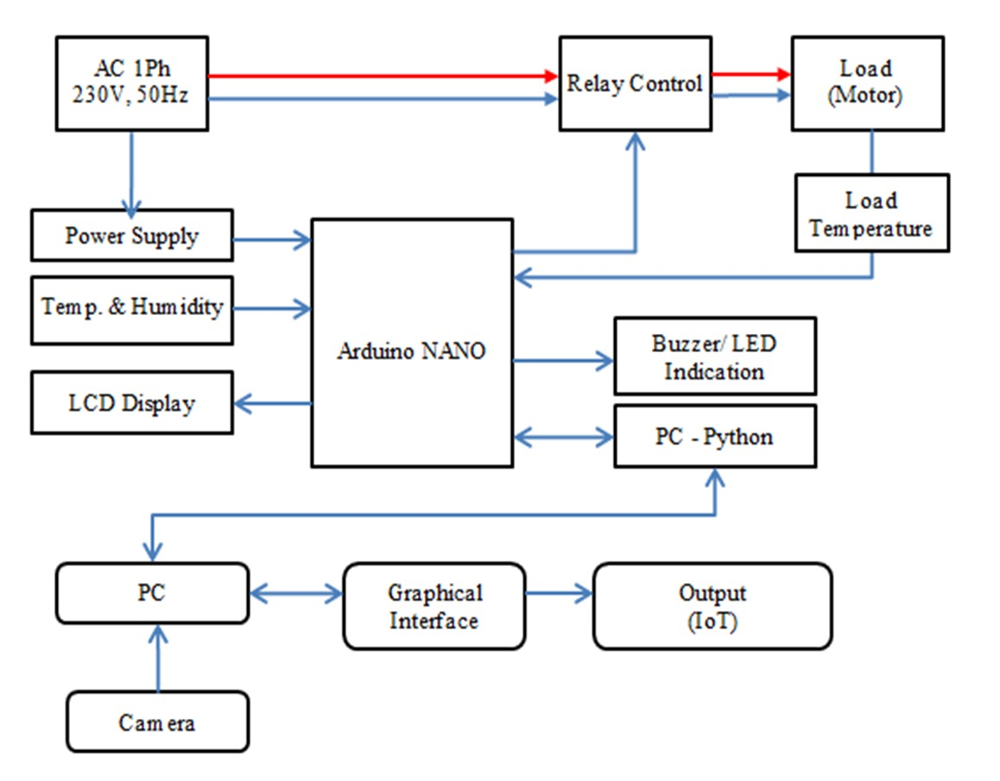 AC 1Ph
230V, 50Hz
Relay Control
Load
(Motor)
Load
Temperature
Power Supply
Temp. & Humidity
Arduino NANO
Buzzer/ LED
Indication
LCD Display
PC - Python
PC
Graphical
Interface
Output
(IoT)
Camera